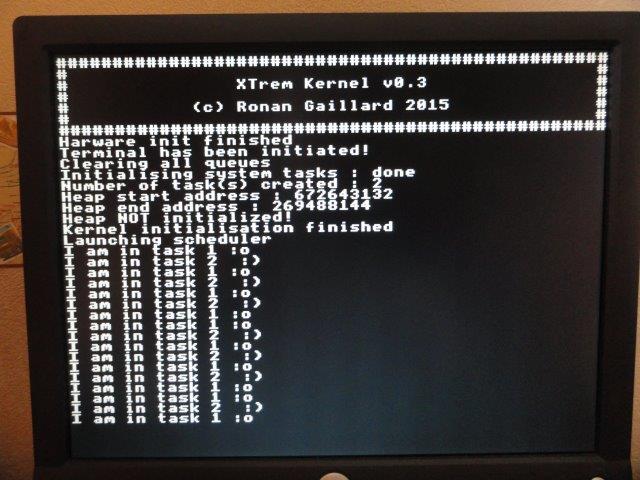 ##################################################
# #
# XTrem Kernel v0.3 #
# #
# (c) Ronan Gaillard 2015 #
# #
##################################################
Harware init finished
Terminal has been initiated!
Clearing all queues
Initialising system tasks : done
Number of task(s) created : 2
Heap start address : 672643132
Heap end address : 269488144
Heap NOT initialized!
Kernel initialisation finished
Launching scheduler
I am in task 1 :o
I am in task 2  :)
I am in task 1 :o
I am in task 2  :)
I am in task 1 :o
I am in task 2  :)
I am in task 1 :o
I am in task 1 :o
I am in task 2  :)
I am in task 1 :o
I am in task 2  :)
I am in task 1 :o
I am in task 2  :)
I am in task 1 :o
I am in task 1 :o
I am in task 2  :)
I am in task 1 :o